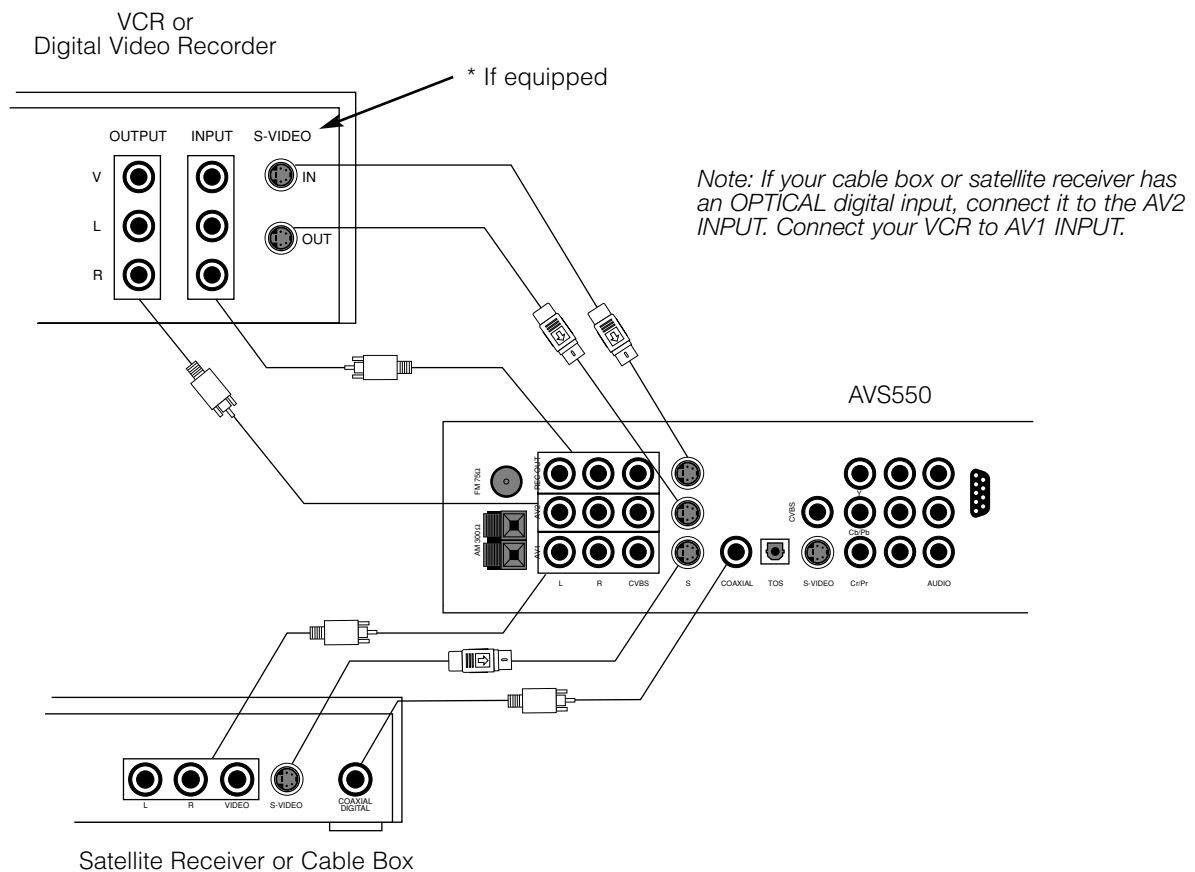 VCR or
Digital Video Recorder
* If equipped
OUTPUT INPUT S-VIDEO
V
IN
L
OUT
R
Note: If your cable box or satellite receiver has
an OPTICAL digital input, connect it to the AV2
INPUT. Connect your VCR to AV1 INPUT.
AVS550
FM 75Ω
REC OUT
AV2
AM 300Ω
AV1
CVBS
Y
Cb/Pb
L R CVBS S COAXIAL TOS S-VIDEO Cr/Pr AUDIO
L R VIDEO S-VIDEO COAXIAL
DIGITAL
Satellite Receiver or Cable Box